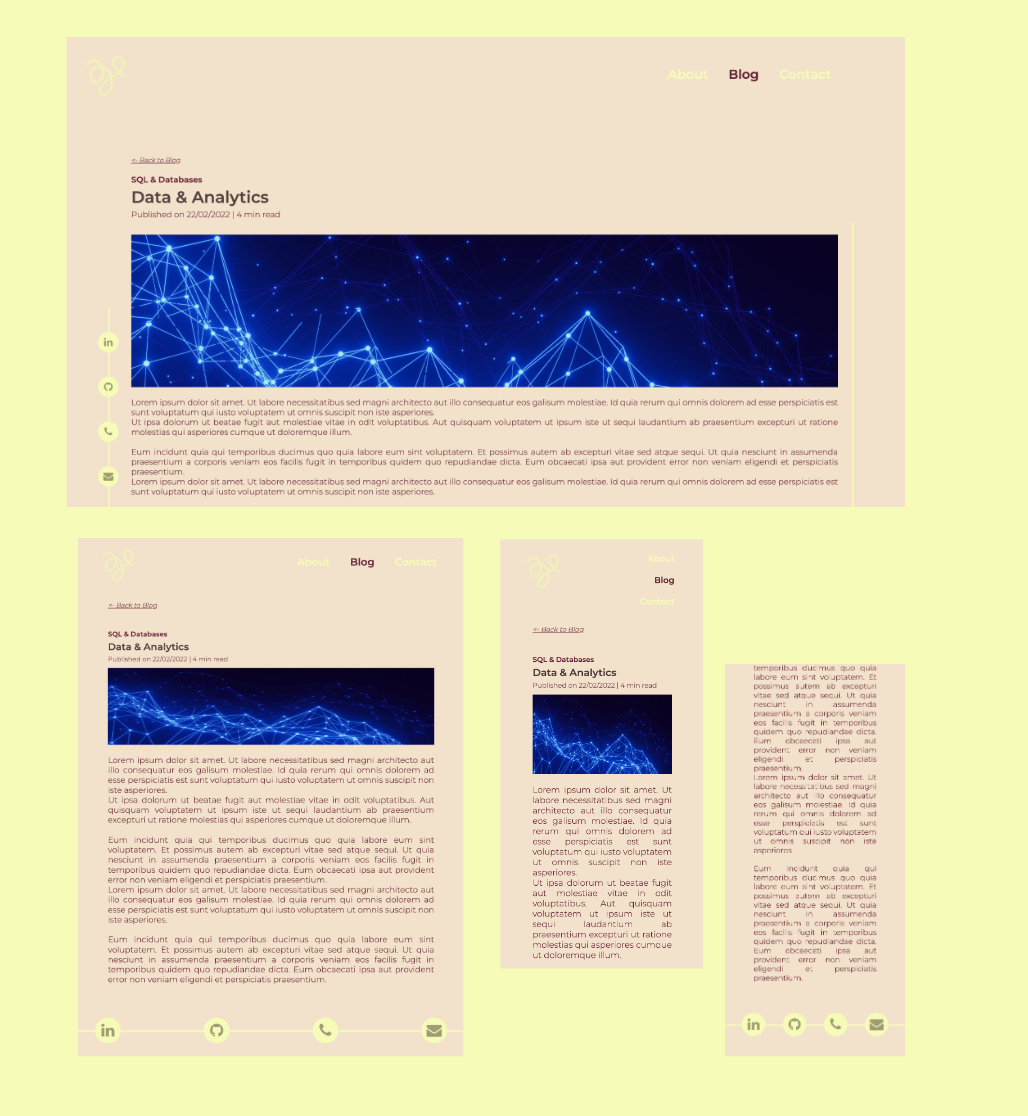 About Blog Contact
<- Back to Blog
SQL & Databases
Data & Analytics
Published on 22/02/2022 | 4 min read
Lorem ipsum dolor sit amet. Ut labore necessitatibus sed magni architecto aut illo consequatur eos galisum molestiae. Id quia rerum qui omnis dolorem ad esse perspiciatis est
sunt voluptatum qui iusto voluptatem ut omnis suscipit non iste asperiores.
Ut ipsa dolorum ut beatae fugit aut molestiae vitae in odit voluptatibus. Aut quisquam voluptatem ut ipsum iste ut sequi laudantium ab praesentium excepturi ut ratione
molestias qui asperiores cumque ut doloremque illum.
Eum incidunt quia qui temporibus ducimus quo quia labore eum sint voluptatem. Et possimus autem ab excepturi vitae sed atque sequi. Ut quia nesciunt in assumenda
praesentium a corporis veniam eos facilis fugit in temporibus quidem quo repudiandae dicta. Eum obcaecati ipsa aut provident error non veniam eligendi et perspiciatis
praesentium.
Lorem ipsum dolor sit amet. Ut labore necessitatibus sed magni architecto aut illo consequatur eos galisum molestiae. Id quia rerum qui omnis dolorem ad esse perspiciatis est
sunt voluptatum qui iusto voluptatem ut omnis suscipit non iste asperiores.
About Blog Contact
<- Back to Blog
SQL & Databases
Data & Analytics
Published on 22/02/2022 | 4 min read
Lorem ipsum dolor sit amet. Ut labore necessitatibus sed magni architecto aut
illo consequatur eos galisum molestiae. Id quia rerum qui omnis dolorem ad
esse perspiciatis est sunt voluptatum qui iusto voluptatem ut omnis suscipit non
iste asperiores.
Ut ipsa dolorum ut beatae fugit aut molestiae vitae in odit voluptatibus. Aut
quisquam voluptatem ut ipsum iste ut sequi laudantium ab praesentium
excepturi ut ratione molestias qui asperiores cumque ut doloremque illum.
Eum incidunt quia qui temporibus ducimus quo quia labore eum sint
voluptatem. Et possimus autem ab excepturi vitae sed atque sequi. Ut quia
nesciunt in assumenda praesentium a corporis veniam eos facilis fugit in
temporibus quidem quo repudiandae dicta. Eum obcaecati ipsa aut provident
error non veniam eligendi et perspiciatis praesentium.
Lorem ipsum dolor sit amet. Ut labore necessitatibus sed magni architecto aut
illo consequatur eos galisum molestiae. Id quia rerum qui omnis dolorem ad
esse perspiciatis est sunt voluptatum qui iusto voluptatem ut omnis suscipit non
iste asperiores.
Eum incidunt quia qui temporibus ducimus quo quia labore eum sint
voluptatem. Et possimus autem ab excepturi vitae sed atque sequi. Ut quia
nesciunt in assumenda praesentium a corporis veniam eos facilis fugit in
temporibus quidem quo repudiandae dicta. Eum obcaecati ipsa aut provident
error non veniam eligendi et perspiciatis praesentium.
About
Blog
Contact
<- Back to Blog
SQL & Databases
Data & Analytics
Published on 22/02/2022 | 4 min read
Lorem ipsum dolor sit amet. Ut
labore necessitatibus sed magni
architecto aut illo consequatur
eos galisum molestiae. Id quia
rerum qui omnis dolorem ad
esse perspiciatis est sunt
voluptatum qui iusto voluptatem
ut omnis suscipit non iste
asperiores.
Ut ipsa dolorum ut beatae fugit
aut molestiae vitae in odit
voluptatibus. Aut quisquam
voluptatem ut ipsum iste ut
sequi laudantium ab
praesentium excepturi ut ratione
molestias qui asperiores cumque
ut doloremque illum.
temporibus ducimus quo quia
labore eum sint voluptatem. Et
possimus autem ab excepturi
vitae sed atque sequi. Ut quia
nesciunt in assumenda
praesentium a corporis veniam
eos facilis fugit in temporibus
quidem quo repudiandae dicta.
Eum obcaecati ipsa aut
provident error non veniam
eligendi et perspiciatis
praesentium.
Lorem ipsum dolor sit amet. Ut
labore necessitatibus sed magni
architecto aut illo consequatur
eos galisum molestiae. Id quia
rerum qui omnis dolorem ad
esse perspiciatis est sunt
voluptatum qui iusto voluptatem
ut omnis suscipit non iste
asperiores.
Eum incidunt quia qui
temporibus ducimus quo quia
labore eum sint voluptatem. Et
possimus autem ab excepturi
vitae sed atque sequi. Ut quia
nesciunt in assumenda
praesentium a corporis veniam
eos facilis fugit in temporibus
quidem quo repudiandae dicta.
Eum obcaecati ipsa aut
provident error non veniam
eligendi et perspiciatis
praesentium.